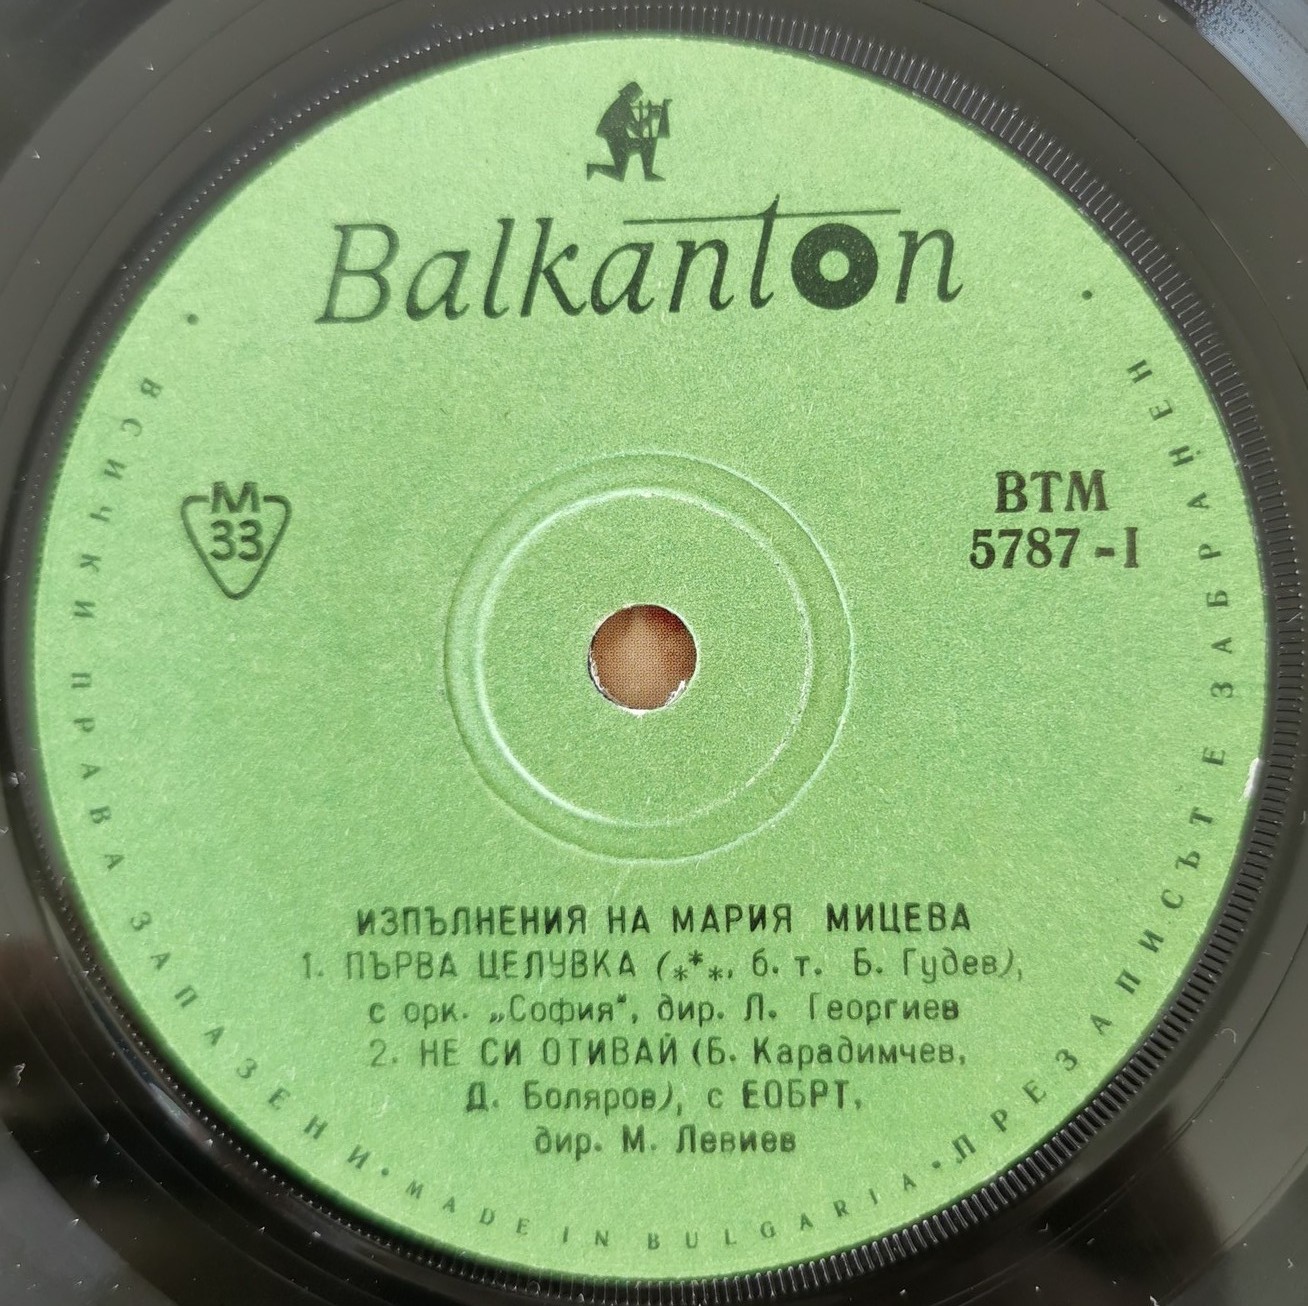 Balkanton
M
33
ВТМ
5787 - I
ИЗПЪЛНЕНИЯ НА МАРИЯ МИЦЕВА
1. ПЪРВА ЦЕЛУВКА (***, б. т. Б. Гудев),
с орк. „София", дир. Л. Георгиев
2. НЕ СИ ОТИВАЙ (Б. Карадимчев,
Д. Боляров), с ЕОБРТ,
дир. М. Левиев
• ВСИЧКИ ПРАВА ЗАПАЗЕНИ • MADE IN BULGARIA • ПРЕЗАПИСЪТ Е ЗАБРАНЕН •